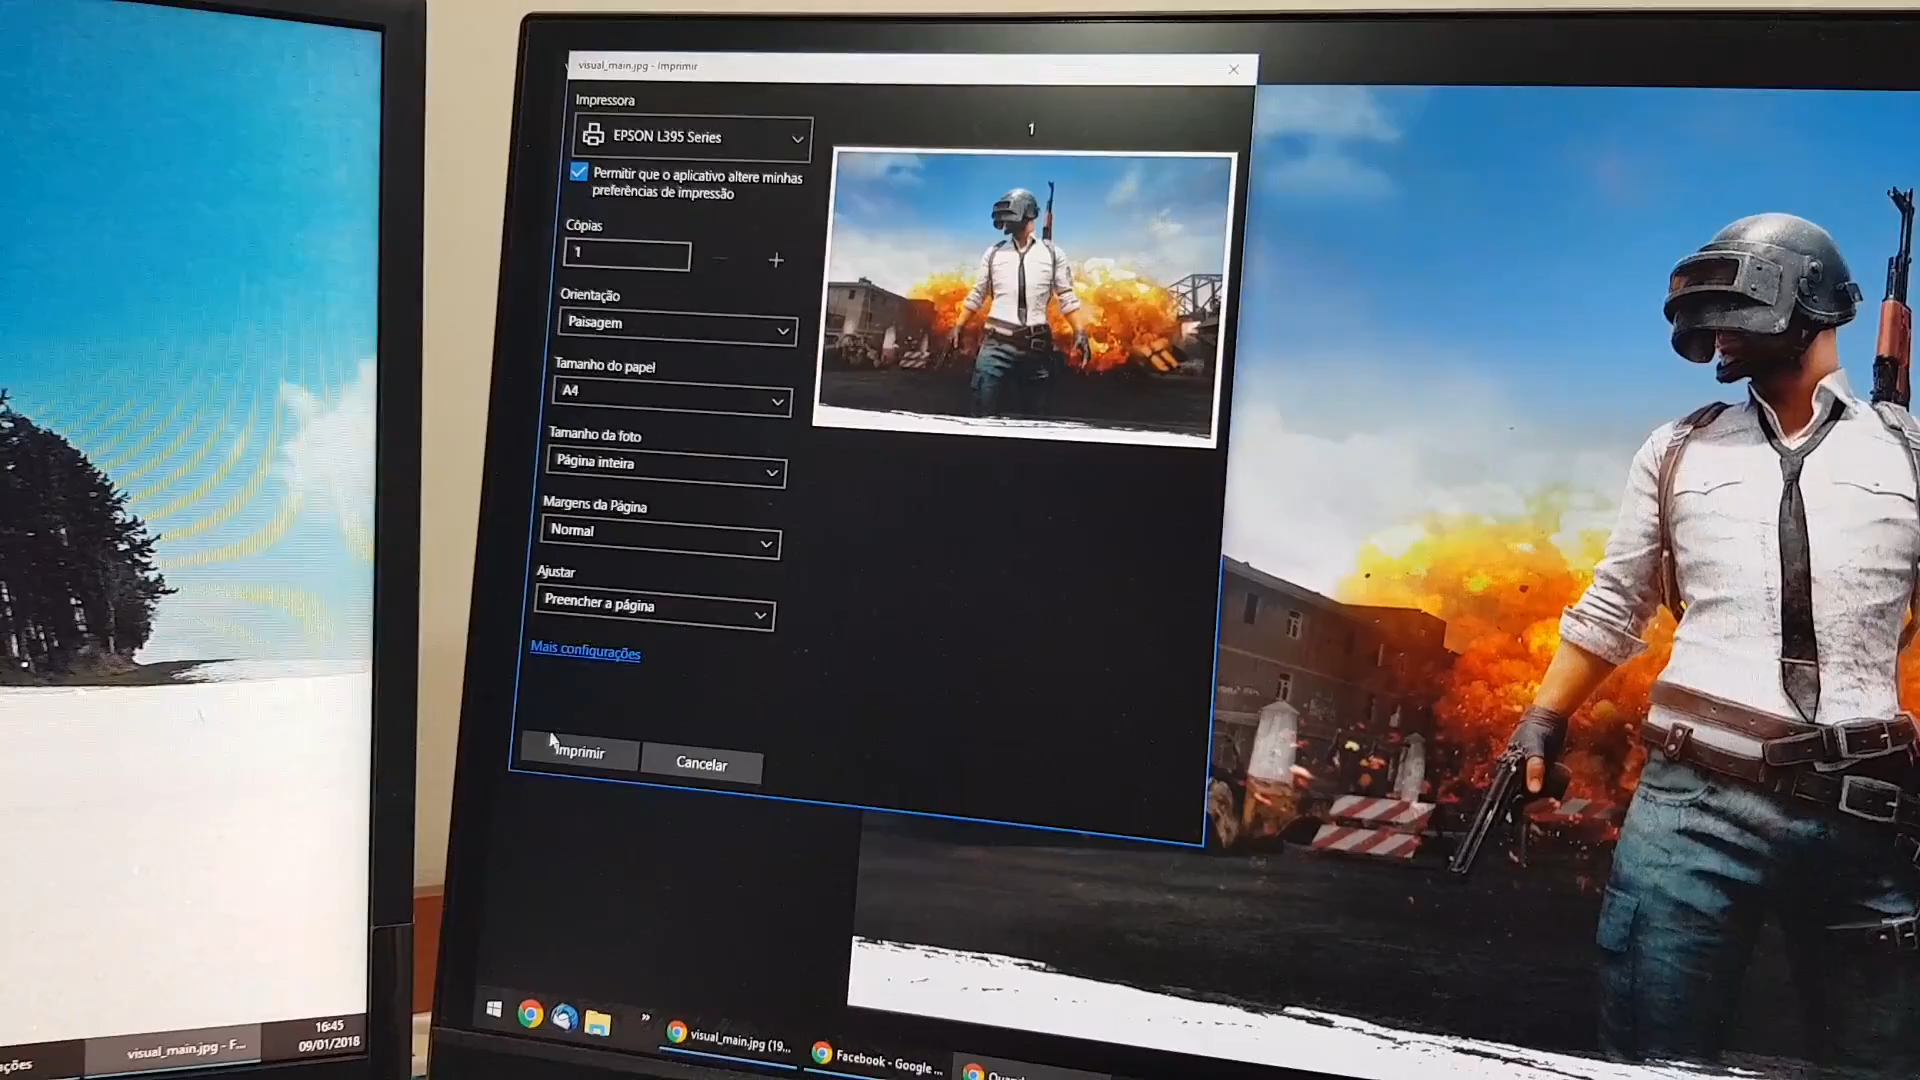 visual_main.jpg - Imprimir
Impressora
EPSON L395 Series
Permitir que o aplicativo altere minhas
preferências de impressão
Cópias
1
Orientação
Paisagem
Tamanho do papel
A4
Tamanho da foto
Página inteira
Margens da Página
Normal
Ajustar
Preencher a página
Mais configurações
Imprimir
Cancelar
1
visual_main.jpg - F...
16:45
09/01/2018
visual_main.jpg (19...
Facebook - Google ...